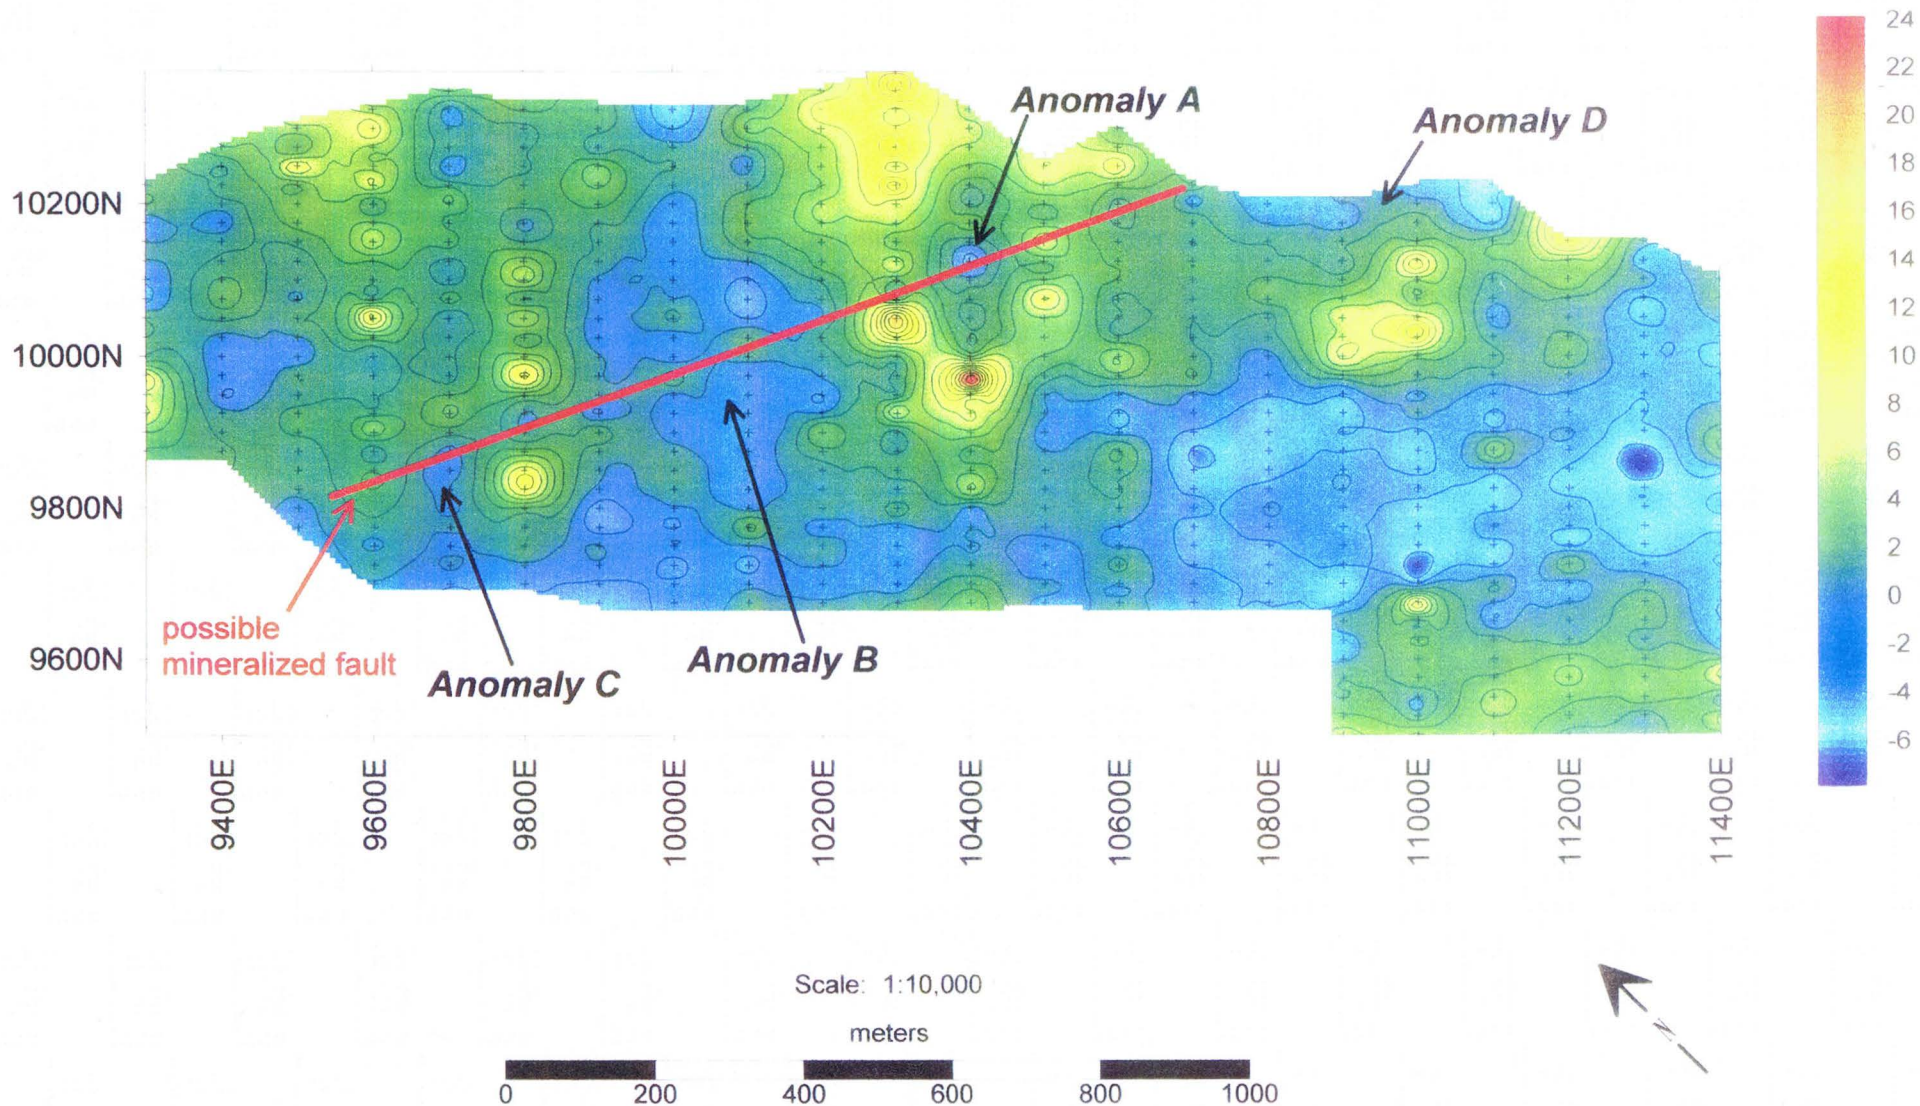 Anomaly A
Anomaly D
24
22
20
18
16
14
12
10
8
6
4
2
0
-2
-4
-6
10200N
10000N
9800N
9600N
possible
mineralized fault
Anomaly C
Anomaly B
9400E
9600E
9800E
10000E
10200E
10400E
10600E
10800E
11000E
11200E
11400E
Scale: 1:10,000
meters
0
200
400
600
800
1000
N